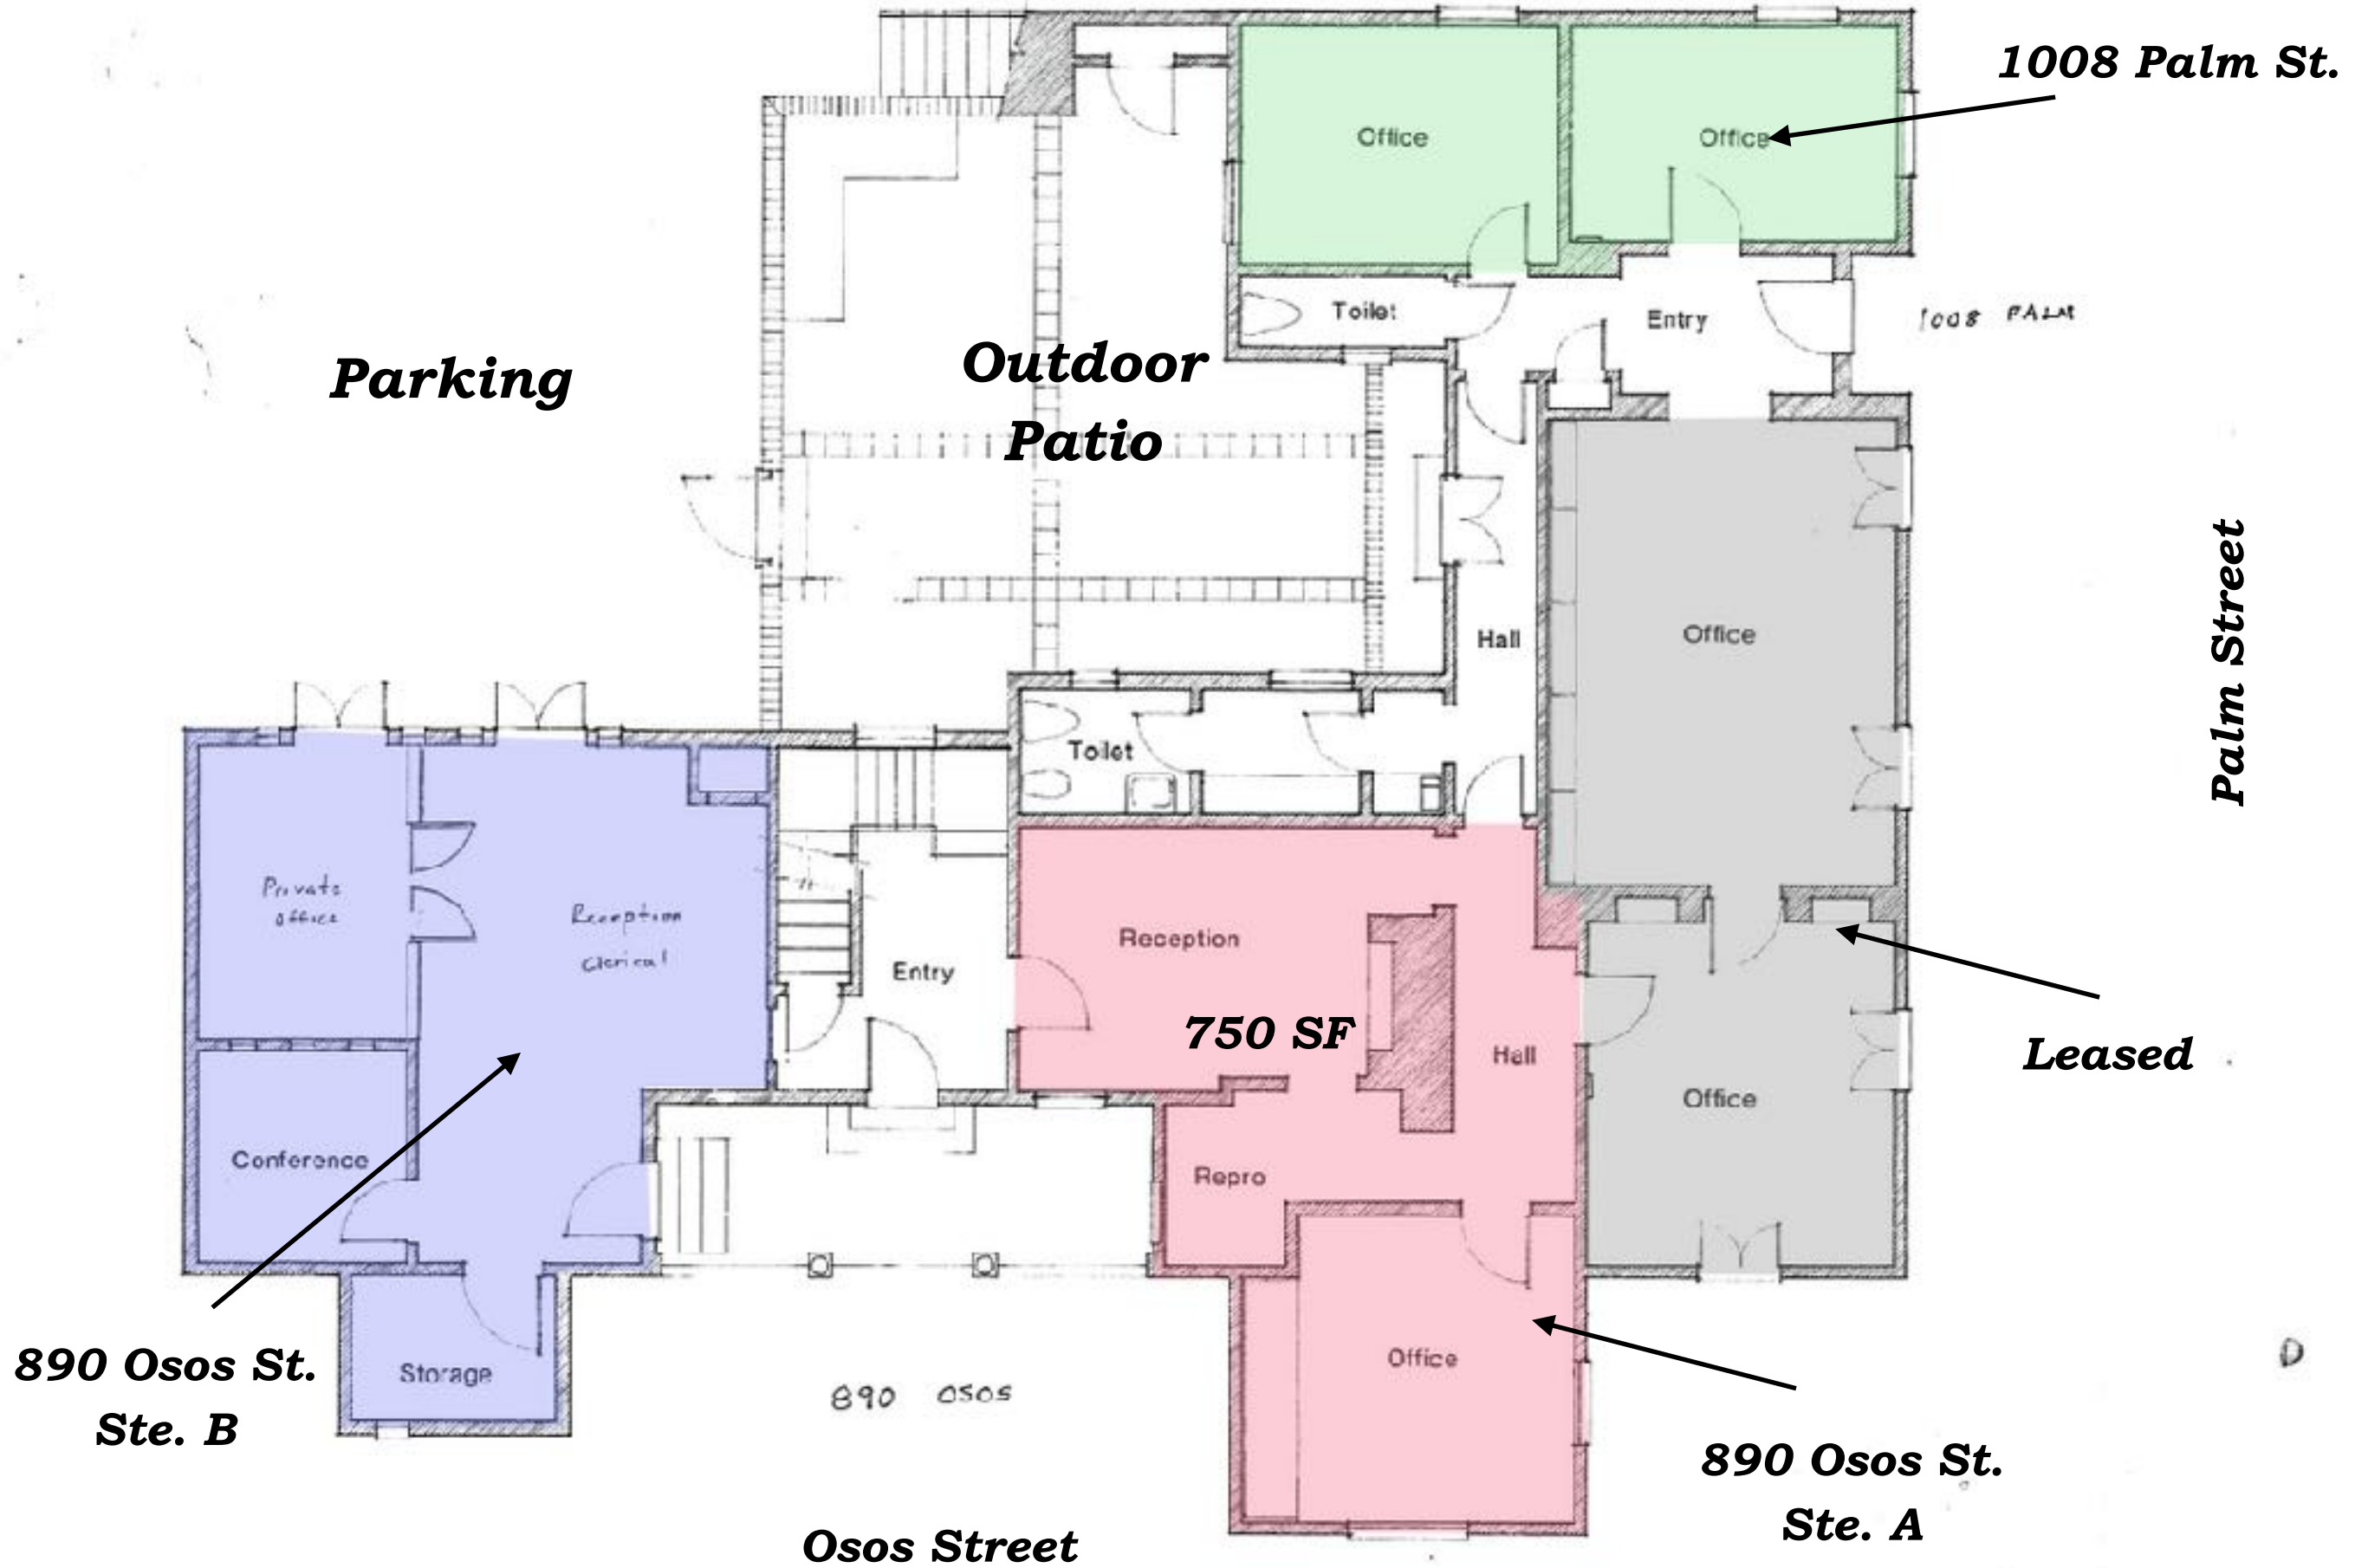 1008 Palm St.
Office
Office
Toilet
Entry
1008 PALM
Parking
Outdoor
Patio
Palm Street
Office
Hall
Toilet
Private
office
Reception
clerical
Reception
Entry
750 SF
Hall
Leased
Office
Conference
Repro
890 Osos St.
Ste. B
Storage
Office
890 OSOS
890 Osos St.
Ste. A
Osos Street
D